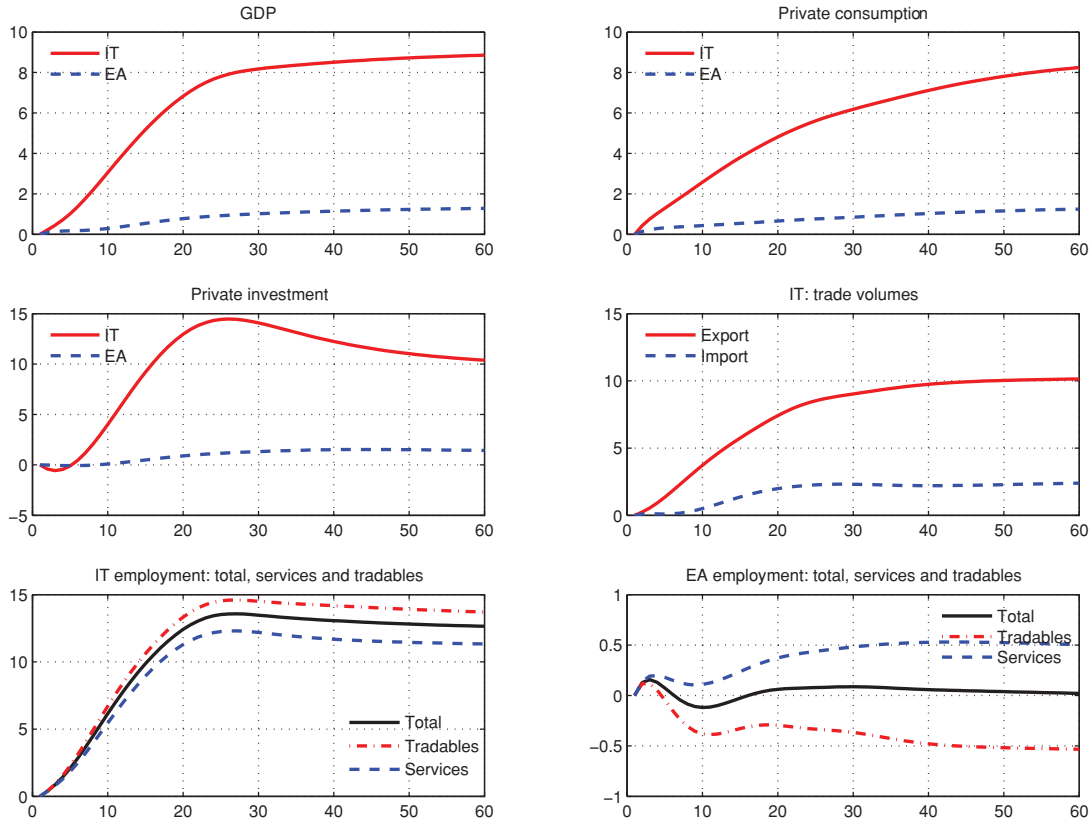 GDP
10
8
6
4
2
0
IT
EA
0 10 20 30 40 50 60
Private consumption
10
8
6
4
2
0
IT
EA
0 10 20 30 40 50 60
Private investment
15
10
5
0
−5
IT
EA
0 10 20 30 40 50 60
IT: trade volumes
15
10
5
0
Export
Import
0 10 20 30 40 50 60
IT employment: total, services and tradables
15
10
5
0
Total
Tradables
Services
0 10 20 30 40 50 60
EA employment: total, services and tradables
1
0.5
0
−0.5
−1
Total
Tradables
Services
0 10 20 30 40 50 60